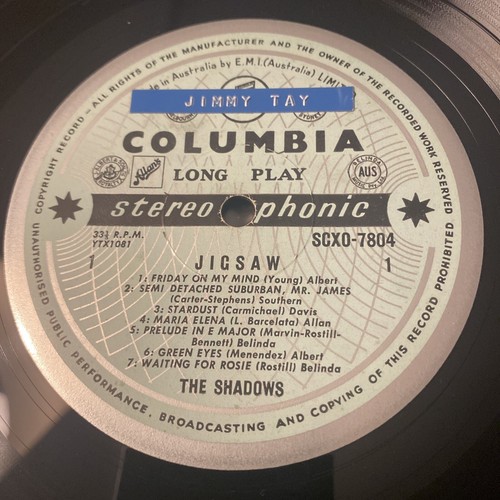 COPYRIGHT RECORD — ALL RIGHTS OF THE MANUFACTURER AND THE OWNER OF THE RECORDED WORK RESERVED
UNAUTHORISED PUBLIC PERFORMANCE, BROADCASTING AND COPYING OF THIS RECORD PROHIBITED
in Australia by E.M.I. (Australia)
JIMMY TAY
SYDNEY
COLUMBIA
Allan's
LONG PLAY
BELINDA
AUS
stereophonic
33⅓ R.P.M.
YTX1081
SCXO-7804
1 JIGSAW 1
1: FRIDAY ON MY MIND (Young) Albert
2: SEMI DETACHED SUBURBAN, MR. JAMES
(Carter-Stephens) Southern
3: STARDUST (Carmichael) Davis
4: MARIA ELENA (L. Barcelata) Allan
5: PRELUDE IN E MAJOR (Marvin-Rostill-
Bennett) Belinda
6: GREEN EYES (Menendez) Albert
7: WAITING FOR ROSIE (Rostill) Belinda
THE SHADOWS